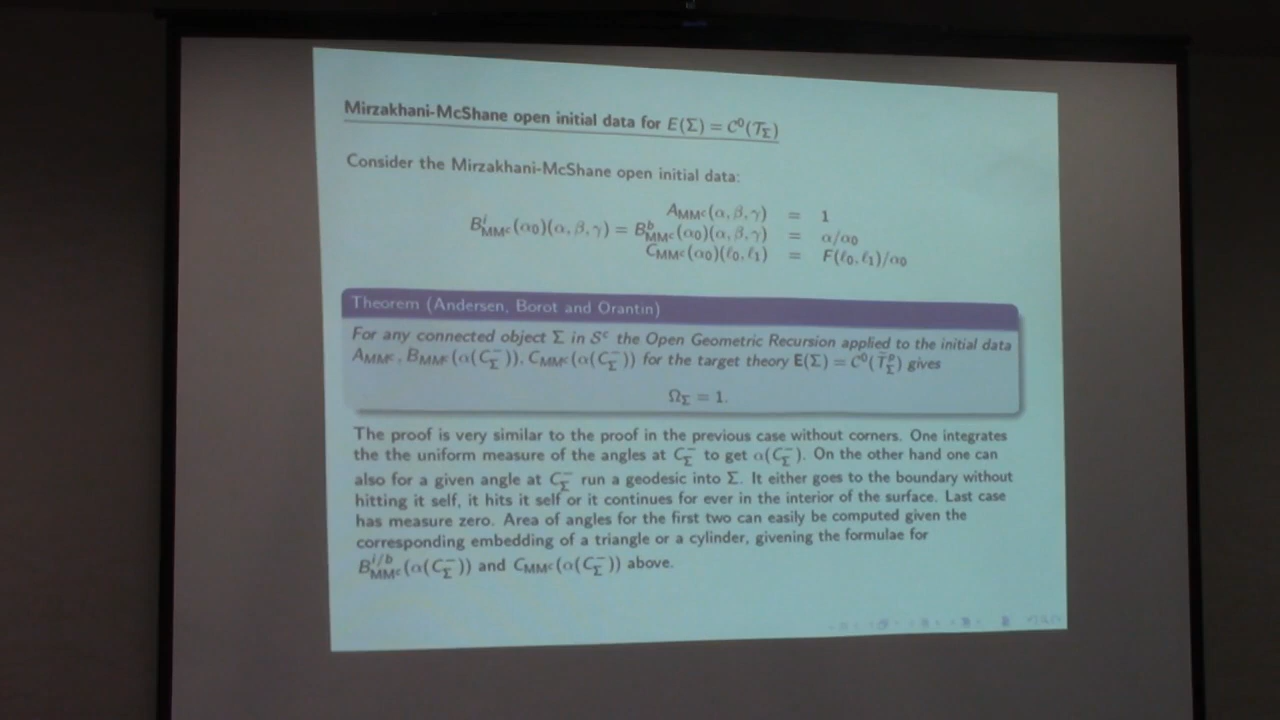 Mirzakhani-McShane open initial data for E(Σ) = C⁰(T_Σ)
Consider the Mirzakhani-McShane open initial data:
A_MMᶜ(α, β, γ) = 1
Bⁱ_MMᶜ(α₀)(α, β, γ) = Bᵇ_MMᶜ(α₀)(α, β, γ) = α/α₀
C_MMᶜ(α₀)(ℓ₀, ℓ₁) = F(ℓ₀, ℓ₁)/α₀
Theorem (Andersen, Borot and Orantin)
For any connected object Σ in Sᶜ the Open Geometric Recursion applied to the initial data
A_MMᶜ, B_MMᶜ(α(C_Σ⁻)), C_MMᶜ(α(C_Σ⁻)) for the target theory E(Σ) = C⁰(T̃_Σᵖ) gives
Ω_Σ = 1.
The proof is very similar to the proof in the previous case without corners. One integrates
the the uniform measure of the angles at C_Σ⁻ to get α(C_Σ⁻). On the other hand one can
also for a given angle at C_Σ⁻ run a geodesic into Σ. It either goes to the boundary without
hitting it self, it hits it self or it continues for ever in the interior of the surface. Last case
has measure zero. Area of angles for the first two can easily be computed given the
corresponding embedding of a triangle or a cylinder, givening the formulae for
B^{i/b}_MMᶜ(α(C_Σ⁻)) and C_MMᶜ(α(C_Σ⁻)) above.